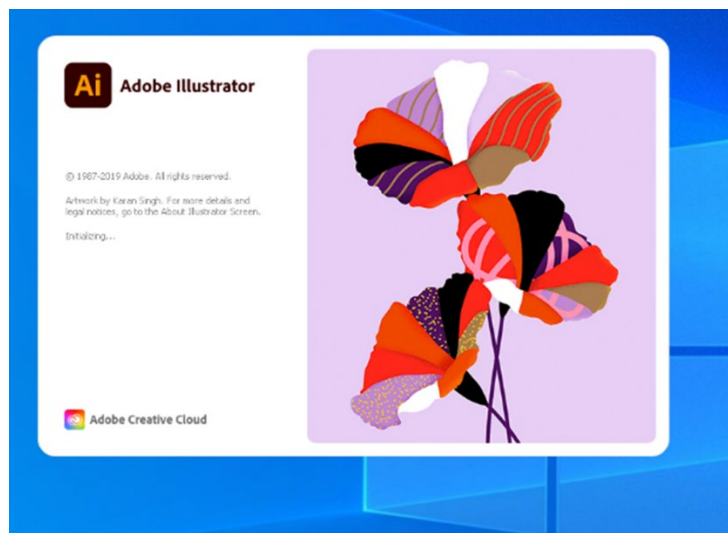 Ai
Adobe Illustrator
© 1987-2019 Adobe. All rights reserved.
Artwork by Karan Singh. For more details and
legal notices, go to the About Illustrator Screen.
Initializing...
Adobe Creative Cloud